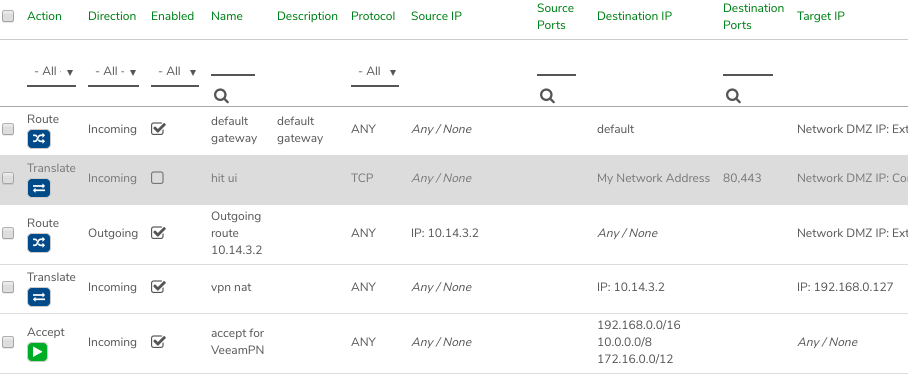 Action Direction Enabled Name Description Protocol Source IP Source Ports Destination IP Destination Ports Target IP
- All - ▼ - All - ▼ - All ▼ - All ▼
Route Incoming default gateway default gateway ANY Any / None default Network DMZ IP: Ext
Translate Incoming hit ui TCP Any / None My Network Address 80,443 Network DMZ IP: Co
Route Outgoing Outgoing route 10.14.3.2 ANY IP: 10.14.3.2 Any / None Network DMZ IP: Ext
Translate Incoming vpn nat ANY Any / None IP: 10.14.3.2 IP: 192.168.0.127
Accept Incoming accept for VeeamPN ANY Any / None 192.168.0.0/16 10.0.0.0/8 172.16.0.0/12 Any / None